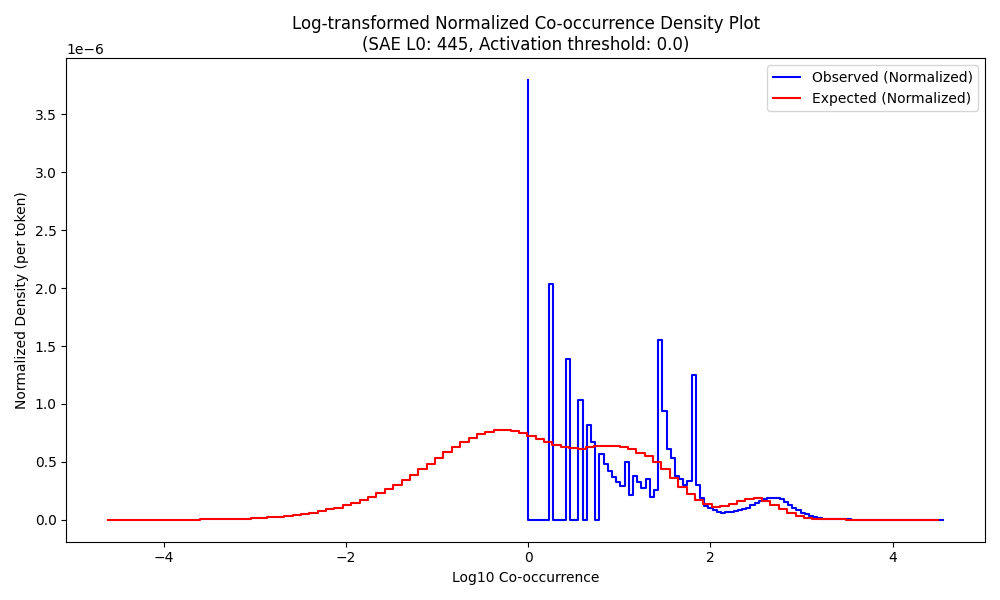 Log-transformed Normalized Co-occurrence Density Plot
(SAE L0: 445, Activation threshold: 0.0)
1e−6
Observed (Normalized)
Expected (Normalized)
3.5
3.0
2.5
2.0
1.5
1.0
0.5
0.0
Normalized Density (per token)
−4
−2
0
2
4
Log10 Co-occurrence